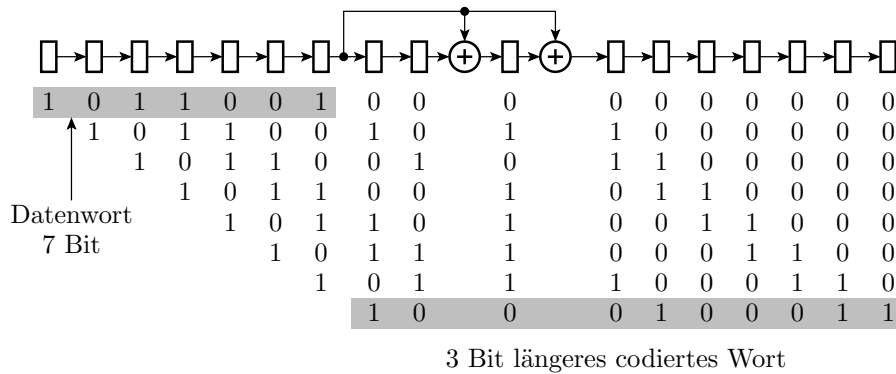 + +
1 0 1 1 0 0 1 0 0 0 0 0 0 0 0 0 0
1 0 1 1 0 0 1 0 1 1 0 0 0 0 0 0
1 0 1 1 0 0 1 0 1 1 0 0 0 0 0
1 0 1 1 0 0 1 0 1 1 0 0 0 0
Datenwort
1 0 1 1 0 1 0 0 1 1 0 0 0
7 Bit
1 0 1 1 1 0 0 0 1 1 0 0
1 0 1 1 1 0 0 0 1 1 0
1 0 0 0 1 0 0 0 1 1
3 Bit längeres codiertes Wort